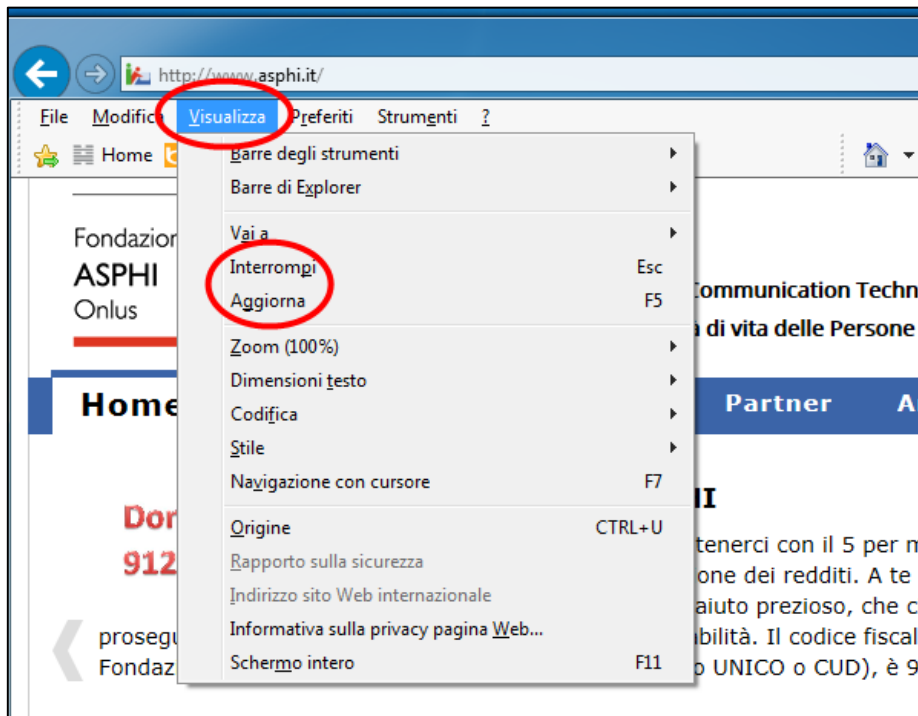 http://www.asphi.it/
File Modifica Visualizza Preferiti Strumenti ?
Home
Barre degli strumenti
Barre di Explorer
Vai a
Interrompi Esc
Aggiorna F5
Zoom (100%)
Dimensioni testo
Codifica
Stile
Navigazione con cursore F7
Origine CTRL+U
Rapporto sulla sicurezza
Indirizzo sito Web internazionale
Informativa sulla privacy pagina Web...
Schermo intero F11
Fondazion
ASPHI
Onlus
Communication Techn
à di vita delle Persone
Home Partner A
Don
912
HI
tenerci con il 5 per m
one dei redditi. A te
aiuto prezioso, che c
prosegu abilità. Il codice fiscal
Fondaz o UNICO o CUD), è 9